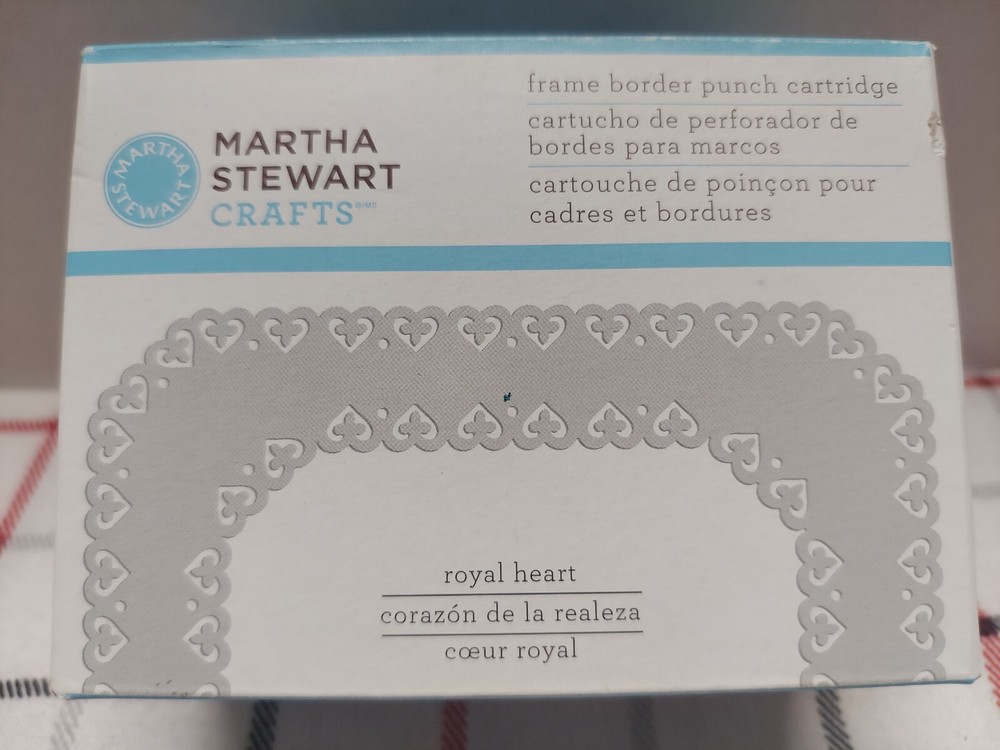 MARTHA STEWART
MARTHA
STEWART
CRAFTS®/MD
frame border punch cartridge
cartucho de perforador de
bordes para marcos
cartouche de poinçon pour
cadres et bordures
royal heart
corazón de la realeza
cœur royal